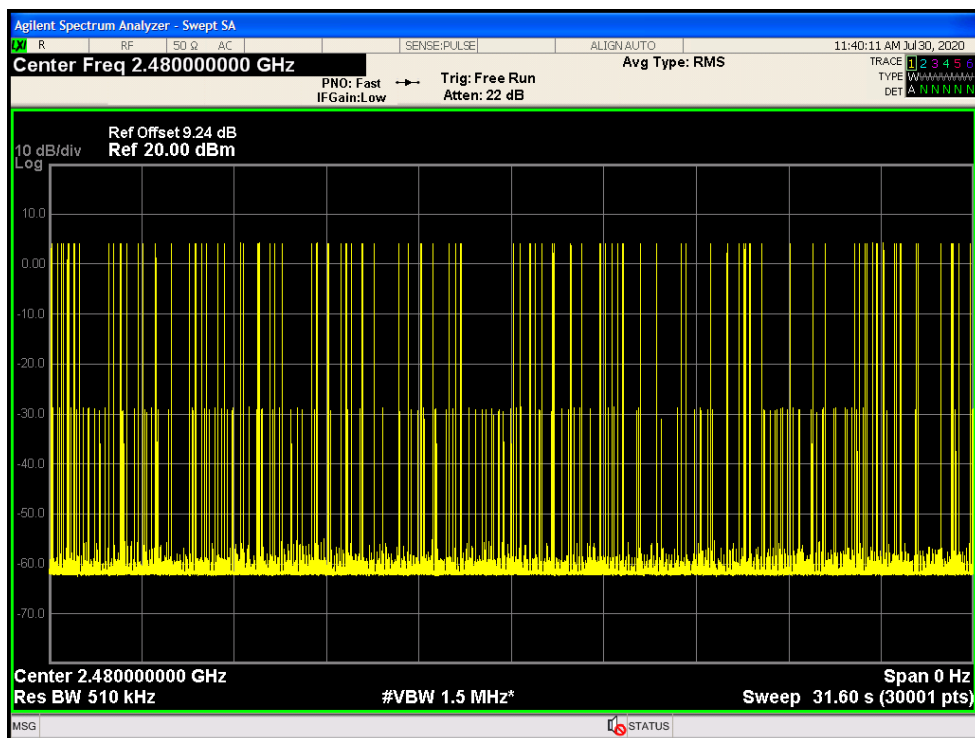 Agilent Spectrum Analyzer - Swept SA
LXI R RF 50 Ω AC SENSE:PULSE ALIGN AUTO 11:40:11 AM Jul 30, 2020
Center Freq 2.480000000 GHz Avg Type: RMS TRACE 1 2 3 4 5 6
PNO: Fast Trig: Free Run TYPE WWWWWW
IFGain:Low Atten: 22 dB DET A N N N N N
Ref Offset 9.24 dB
10 dB/div Ref 20.00 dBm
Log
10.0
0.00
-10.0
-20.0
-30.0
-40.0
-50.0
-60.0
-70.0
Center 2.480000000 GHz Span 0 Hz
Res BW 510 kHz #VBW 1.5 MHz* Sweep 31.60 s (30001 pts)
MSG STATUS